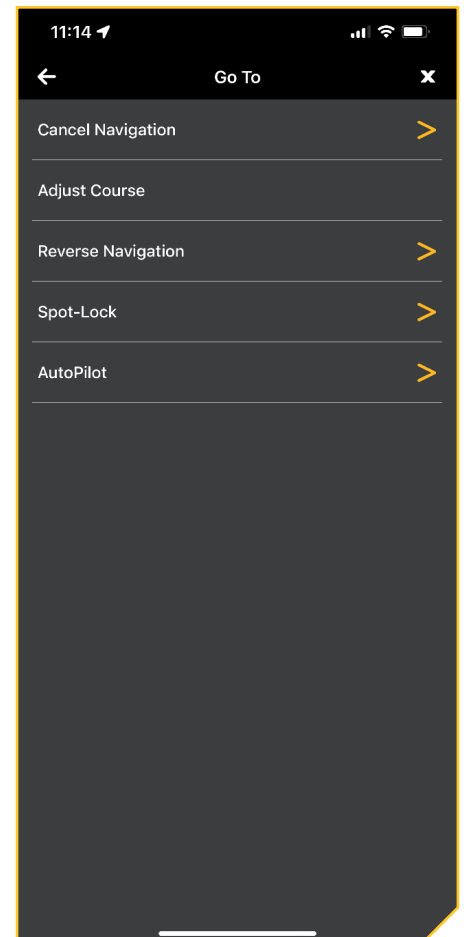 11:14
Go To
X
Cancel Navigation
Adjust Course
Reverse Navigation
Spot-Lock
AutoPilot